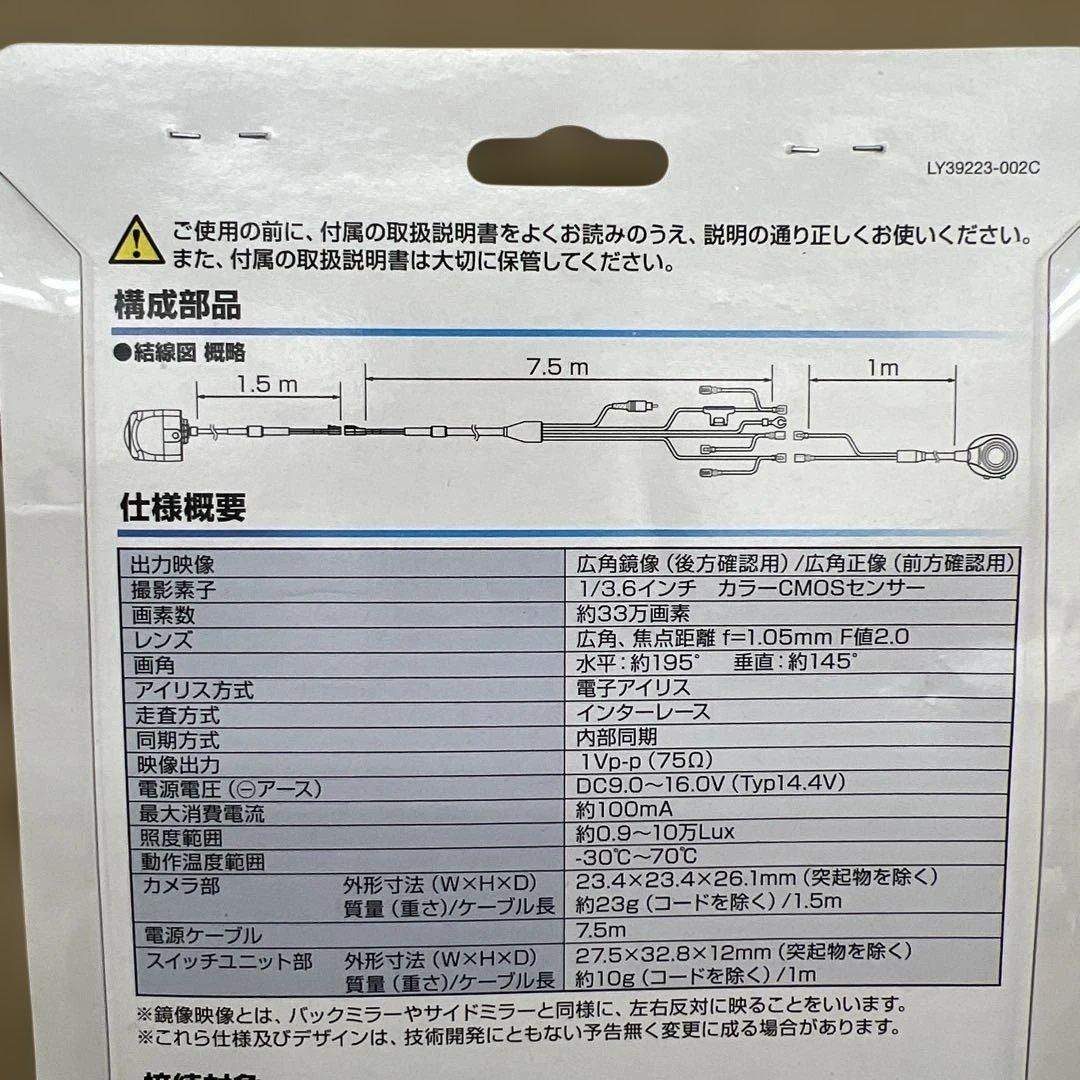 LY39223-002C
ご使用の前に、付属の取扱説明書をよくお読みのうえ、説明の通り正しくお使いください。
また、付属の取扱説明書は大切に保管してください。
構成部品
●結線図 概略
1.5 m
7.5 m
1m
仕様概要
出力映像 広角鏡像（後方確認用）/広角正像（前方確認用）
撮影素子 1/3.6インチ カラーCMOSセンサー
画素数 約33万画素
レンズ 広角、焦点距離 f=1.05mm F値2.0
画角 水平：約195° 垂直：約145°
アイリス方式 電子アイリス
走査方式 インターレース
同期方式 内部同期
映像出力 1Vp-p（75Ω）
電源電圧（⊖アース） DC9.0〜16.0V（Typ14.4V）
最大消費電流 約100mA
照度範囲 約0.9〜10万Lux
動作温度範囲 -30℃〜70℃
カメラ部 外形寸法（W×H×D） 23.4×23.4×26.1mm（突起物を除く）
質量（重さ）/ケーブル長 約23g（コードを除く）/1.5m
電源ケーブル 7.5m
スイッチユニット部 外形寸法（W×H×D） 27.5×32.8×12mm（突起物を除く）
質量（重さ）/ケーブル長 約10g（コードを除く）/1m
※鏡像映像とは、バックミラーやサイドミラーと同様に、左右反対に映ることをいいます。
※これら仕様及びデザインは、技術開発にともない予告無く変更に成る場合があります。